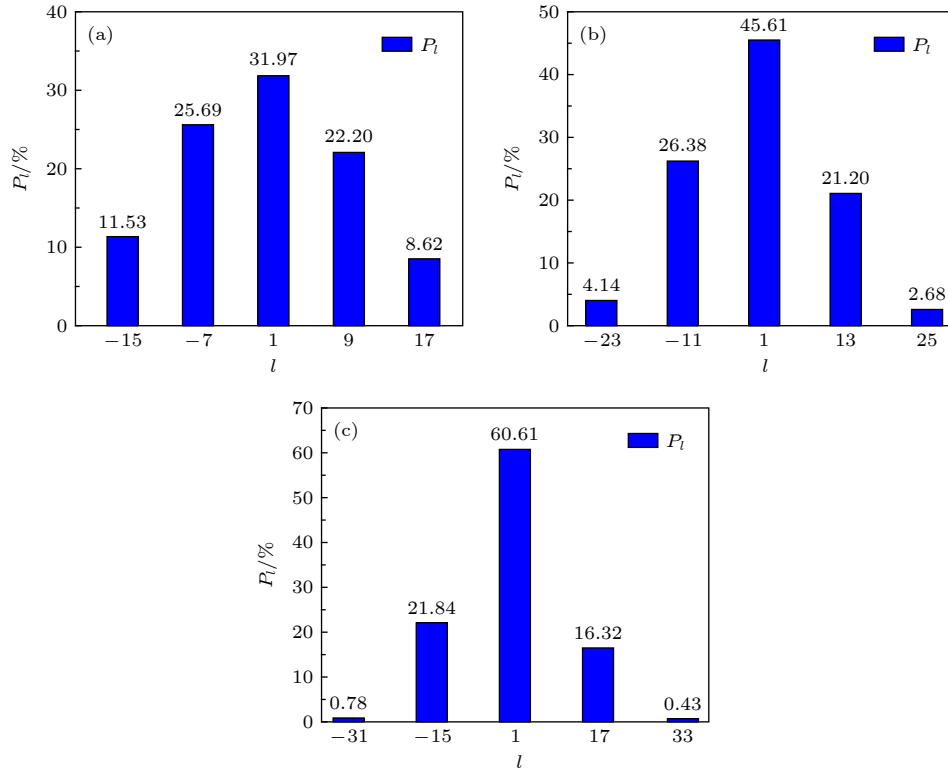 (a)
P_l
P_l/%
40
30
20
10
0
11.53
25.69
31.97
22.20
8.62
−15 −7 1 9 17
l
(b)
P_l
P_l/%
50
40
30
20
10
0
4.14
26.38
45.61
21.20
2.68
−23 −11 1 13 25
l
(c)
P_l
P_l/%
70
60
50
40
30
20
10
0
0.78
21.84
60.61
16.32
0.43
−31 −15 1 17 33
l